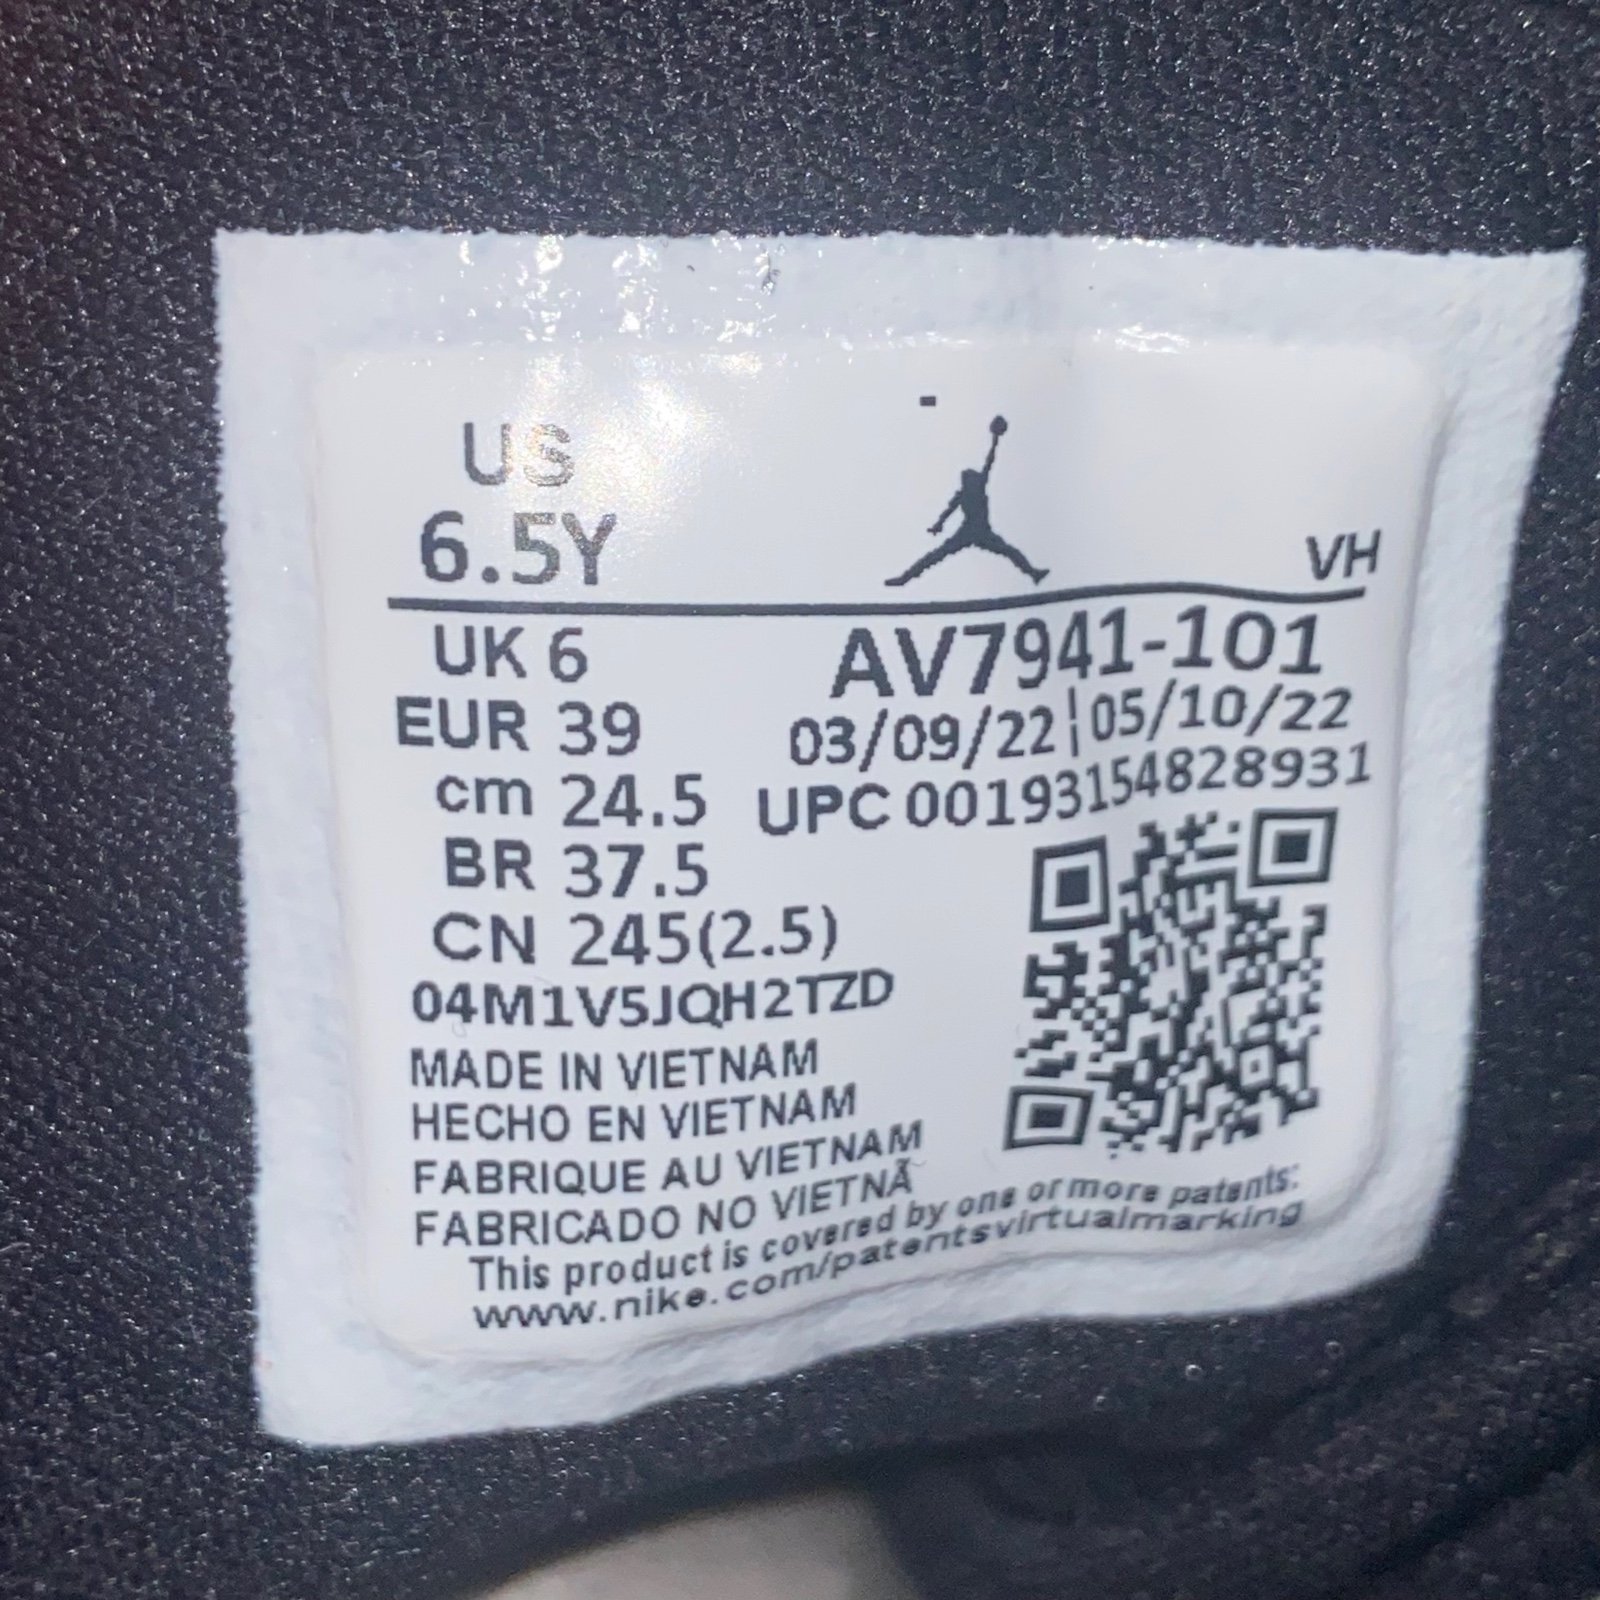 US
6.5Y
VH
UK 6
EUR 39
cm 24.5
BR 37.5
CN 245(2.5)
AV7941-101
03/09/22|05/10/22
UPC 00193154828931
04M1V5JQH2TZD
MADE IN VIETNAM
HECHO EN VIETNAM
FABRIQUE AU VIETNAM
FABRICADO NO VIETNÃ
This product is covered by one or more patents:
www.nike.com/patentsvirtualmarking